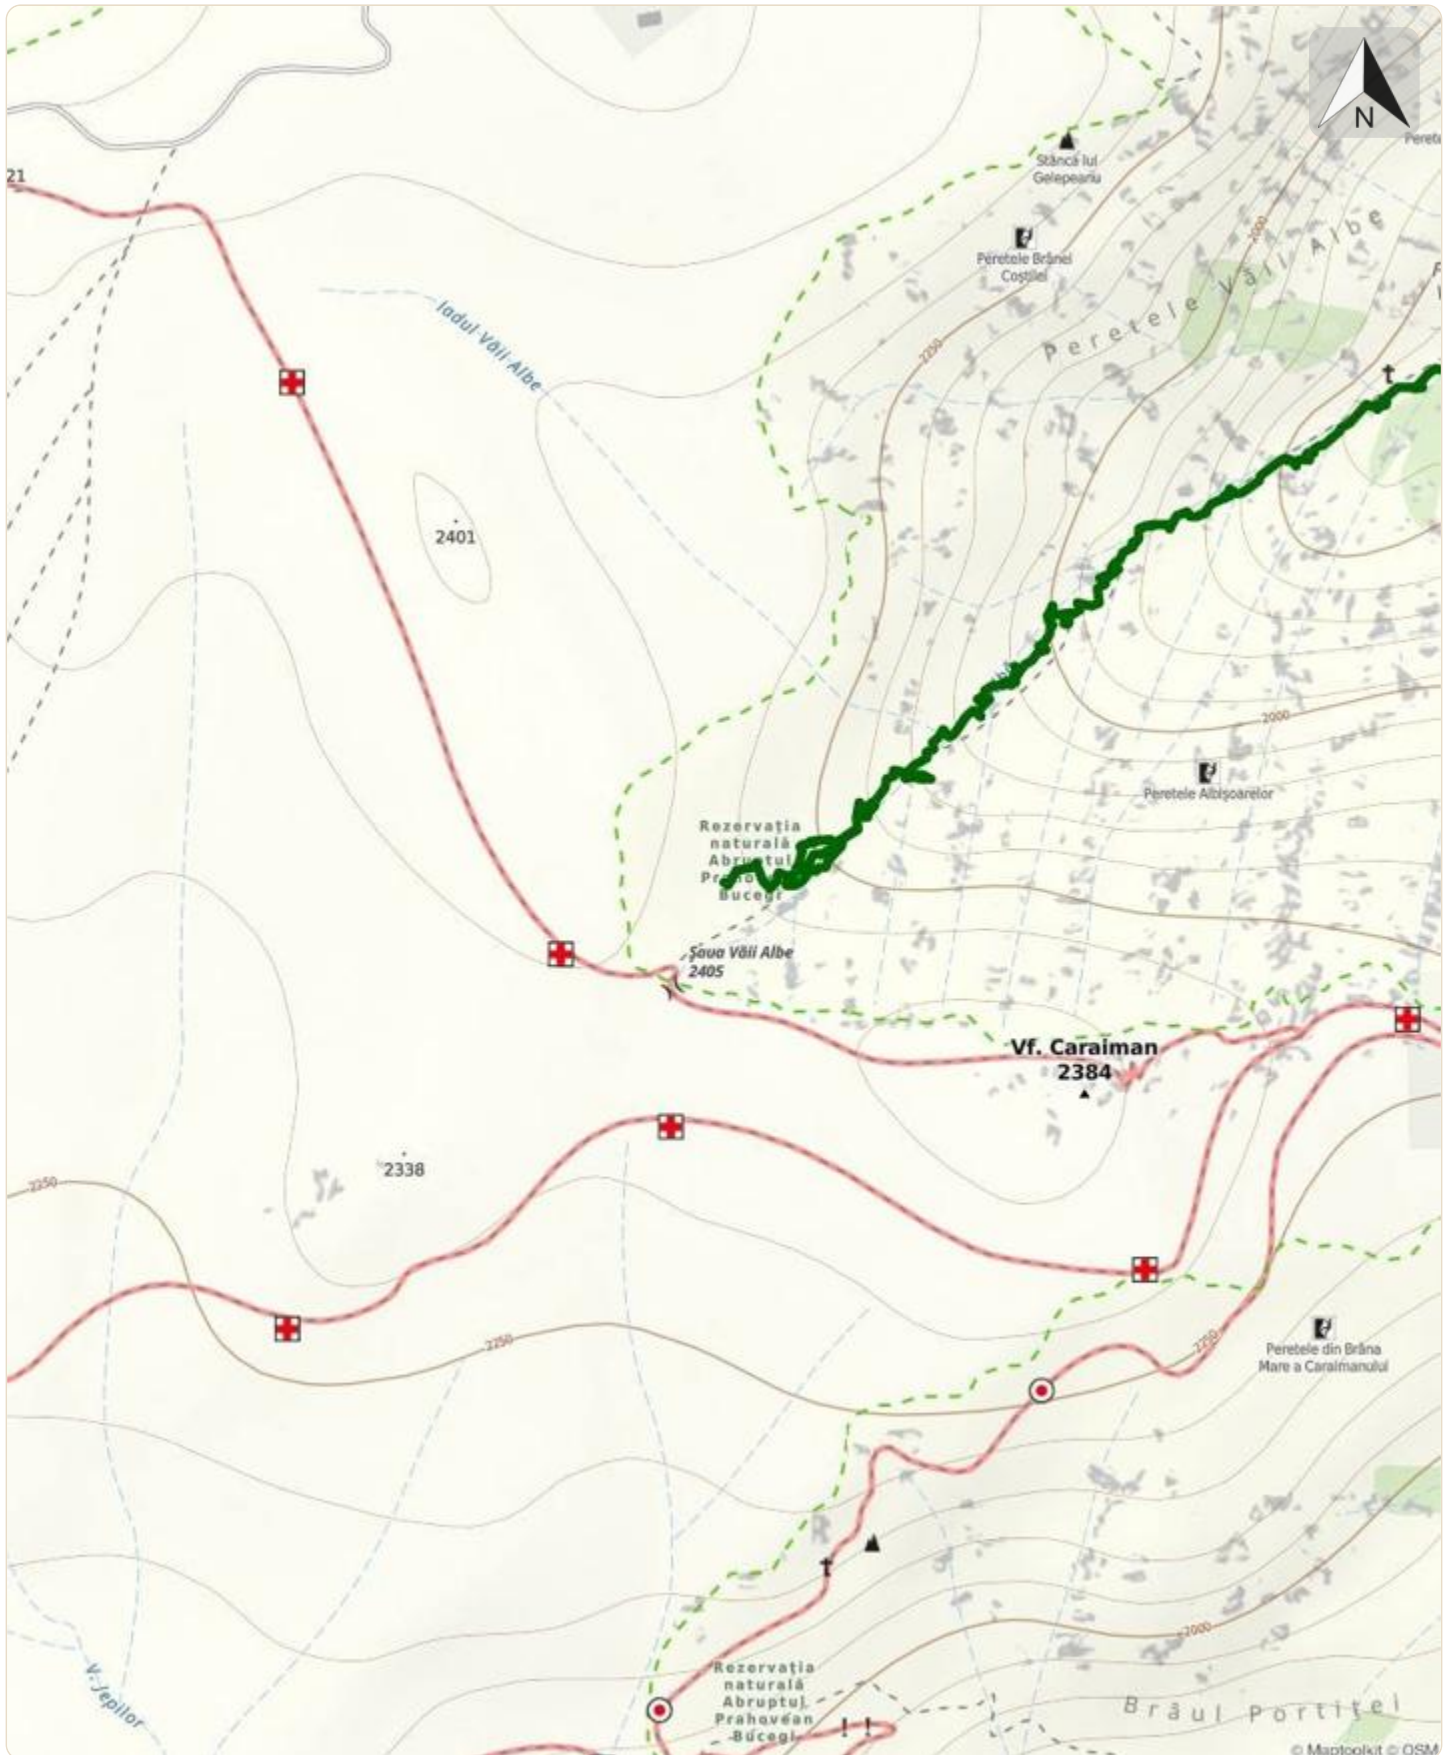 N
21
Stânca lui
Gelepeanu
Peretele Brânei
Coștilei
2000
Peretele Văii Albe
Iadul Văii Albe
2250
t
2401
2000
Peretele Albișoarelor
Rezervația
naturală
Abruptul
Bucegi
Șaua Văii Albe
2405
Vf. Caraiman
2384
2338
2250
2250
2250
Peretele din Brâna
Mare a Caraimanului
t
2000
V. Jepilor
Rezervația
naturală
Abruptul
Prahovean
Bucegi
! !
Brâul Portiței
© Maptoolkit © OSM